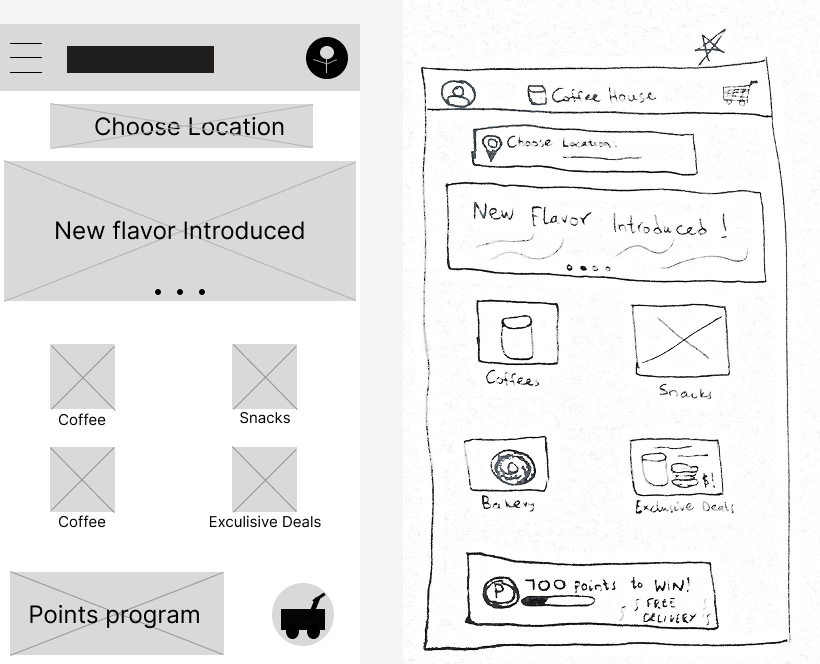 Choose Location
New flavor Introduced
Coffee
Snacks
Coffee
Exculisive Deals
Points program
Coffee House
Choose Location:
New Flavor Introduced !
Coffees
Snacks
Bakery
Exclusive Deals
$!
P
700 Points to WIN!
FREE
DELIVERY